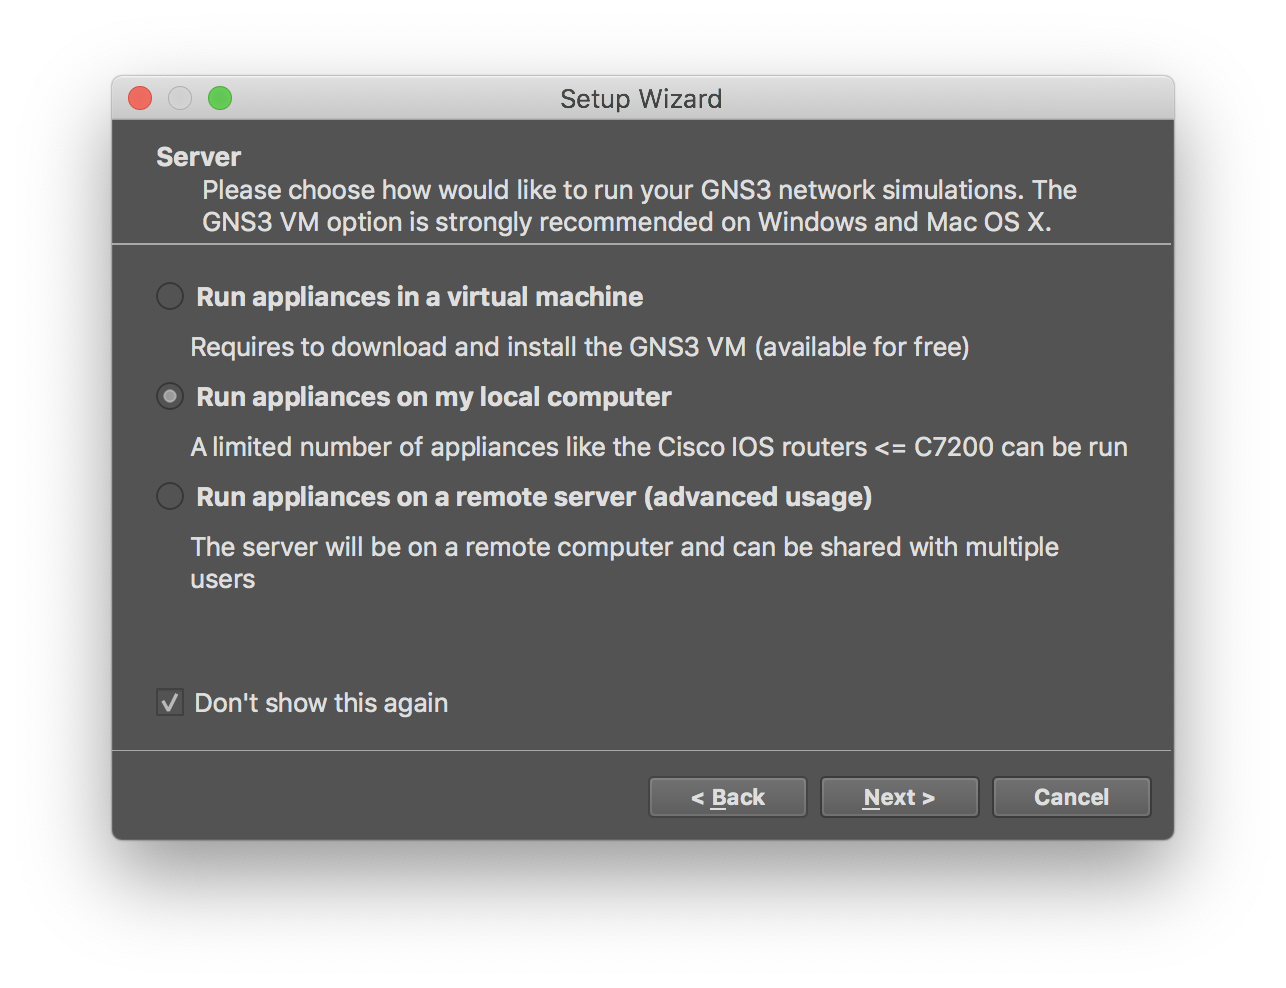 Setup Wizard
Server
Please choose how would like to run your GNS3 network simulations. The
GNS3 VM option is strongly recommended on Windows and Mac OS X.
Run appliances in a virtual machine
Requires to download and install the GNS3 VM (available for free)
Run appliances on my local computer
A limited number of appliances like the Cisco IOS routers <= C7200 can be run
Run appliances on a remote server (advanced usage)
The server will be on a remote computer and can be shared with multiple
users
Don't show this again
< Back Next > Cancel